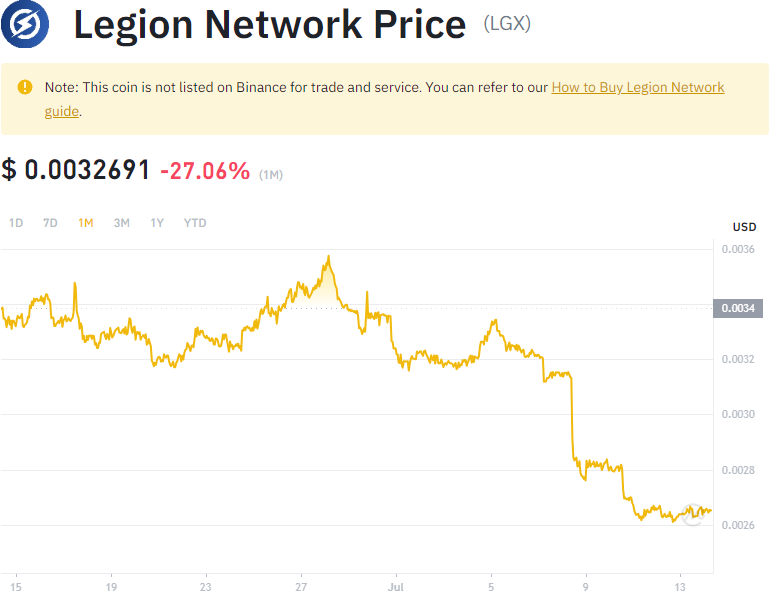 Legion Network Price (LGX)
Note: This coin is not listed on Binance for trade and service. You can refer to our How to Buy Legion Network
guide.
$ 0.0032691 -27.06% (1M)
1D 7D 1M 3M 1Y YTD
USD
0.0036
0.0034
0.0032
0.0030
0.0028
0.0026
15 19 23 27 Jul 5 9 13